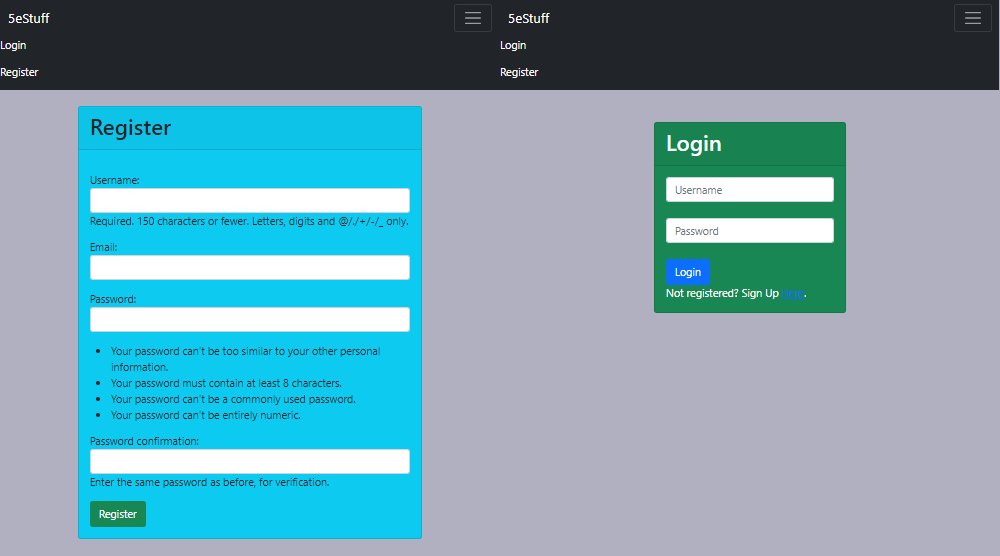 5eStuff
Login
Register
Register
Username:
Required. 150 characters or fewer. Letters, digits and @/./+/-/_ only.
Email:
Password:
Your password can't be too similar to your other personal
information.
Your password must contain at least 8 characters.
Your password can't be a commonly used password.
Your password can't be entirely numeric.
Password confirmation:
Enter the same password as before, for verification.
Register
5eStuff
Login
Register
Login
Username
Password
Login
Not registered? Sign Up Here.